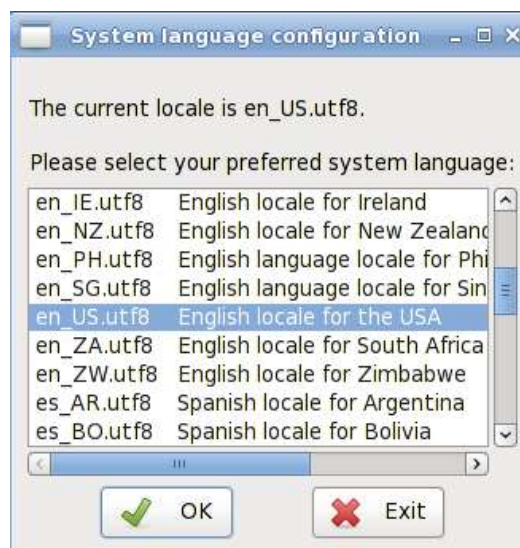 System language configuration
The current locale is en_US.utf8.
Please select your preferred system language:
en_IE.utf8 English locale for Ireland
en_NZ.utf8 English locale for New Zealand
en_PH.utf8 English language locale for Phi
en_SG.utf8 English language locale for Sin
en_US.utf8 English locale for the USA
en_ZA.utf8 English locale for South Africa
en_ZW.utf8 English locale for Zimbabwe
es_AR.utf8 Spanish locale for Argentina
es_BO.utf8 Spanish locale for Bolivia
OK Exit